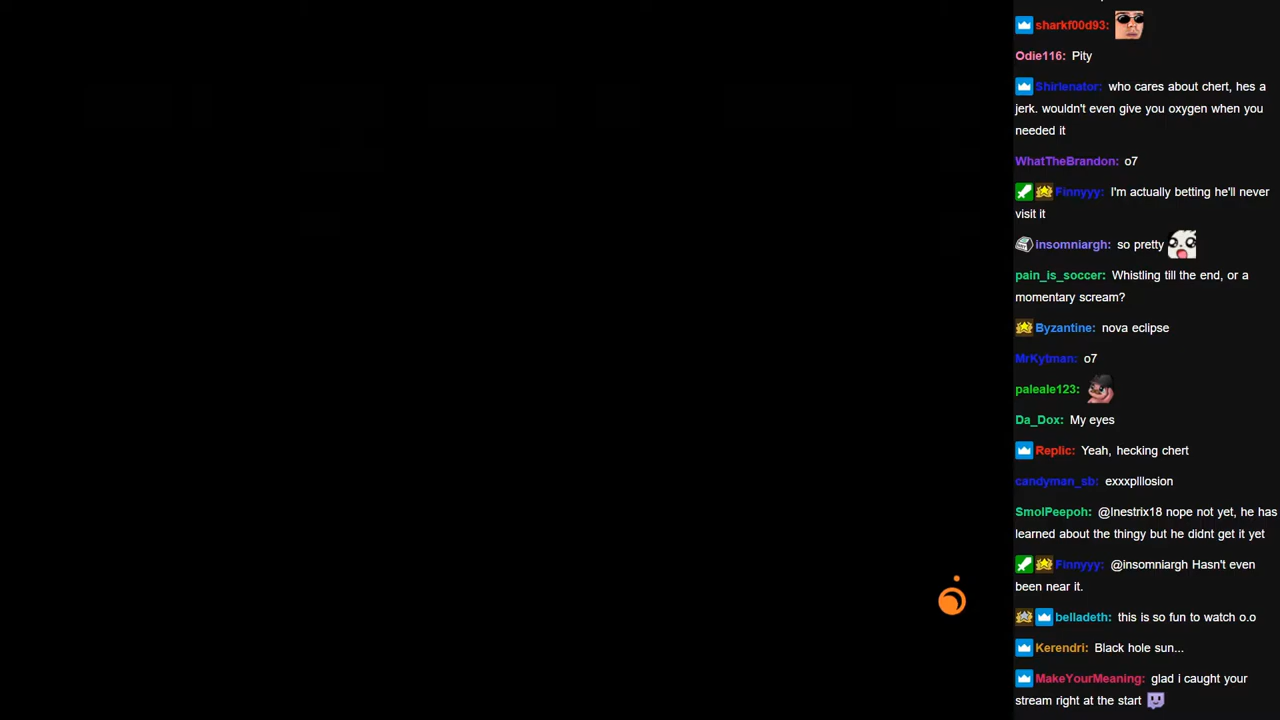 sharkf00d93:
Odie116: Pity
Shirlenator: who cares about chert, hes a
jerk. wouldn't even give you oxygen when you
needed it
WhatTheBrandon: o7
Finnyyy: I'm actually betting he'll never
visit it
insomniargh: so pretty
pain_is_soccer: Whistling till the end, or a
momentary scream?
Byzantine: nova eclipse
MrKytman: o7
paleale123:
Da_Dox: My eyes
Replic: Yeah, hecking chert
candyman_sb: exxxplllosion
SmolPeepoh: @Inestrix18 nope not yet, he has
learned about the thingy but he didnt get it yet
Finnyyy: @insomniargh Hasn't even
been near it.
belladeth: this is so fun to watch o.o
Kerendri: Black hole sun...
MakeYourMeaning: glad i caught your
stream right at the start